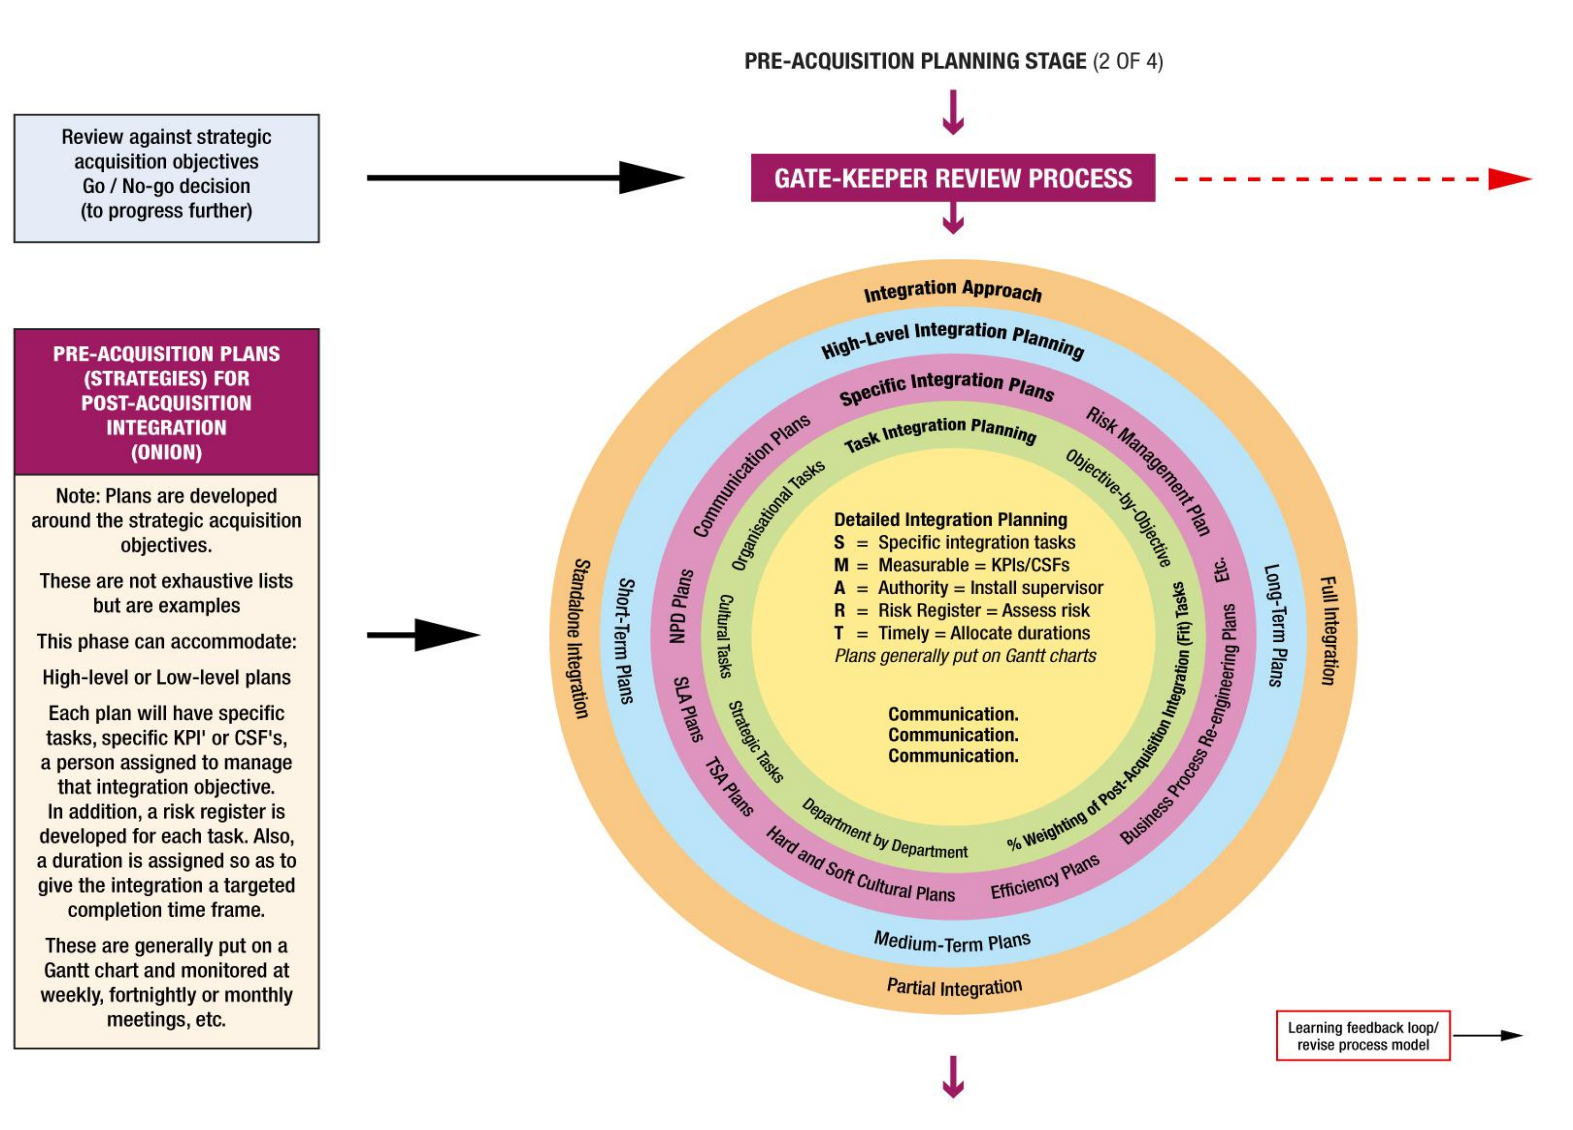 PRE-ACQUISITION PLANNING STAGE (2 OF 4)
Review against strategic
acquisition objectives
Go / No-go decision
(to progress further)
GATE-KEEPER REVIEW PROCESS
PRE-ACQUISITION PLANS
(STRATEGIES) FOR
POST-ACQUISITION
INTEGRATION
(ONION)
Note: Plans are developed
around the strategic acquisition
objectives.
These are not exhaustive lists
but are examples
This phase can accommodate:
High-level or Low-level plans
Each plan will have specific
tasks, specific KPI' or CSF's,
a person assigned to manage
that integration objective.
In addition, a risk register is
developed for each task. Also,
a duration is assigned so as to
give the integration a targeted
completion time frame.
These are generally put on a
Gantt chart and monitored at
weekly, fortnightly or monthly
meetings, etc.
Integration Approach
Standalone Integration
Full Integration
Partial Integration
High-Level Integration Planning
Short-Term Plans
Long-Term Plans
Medium-Term Plans
Specific Integration Plans
Communication Plans
Risk Management Plan
NPD Plans
Etc.
SLA Plans
TSA Plans
Hard and Soft Cultural Plans
Efficiency Plans
Business Process Re-engineering Plans
Task Integration Planning
Organisational Tasks
Objective-by-Objective
Cultural Tasks
Strategic Tasks
Department by Department
% Weighting of Post-Acquisition Integration (Fit) Tasks
Detailed Integration Planning
S = Specific integration tasks
M = Measurable = KPIs/CSFs
A = Authority = Install supervisor
R = Risk Register = Assess risk
T = Timely = Allocate durations
Plans generally put on Gantt charts
Communication.
Communication.
Communication.
Learning feedback loop/
revise process model